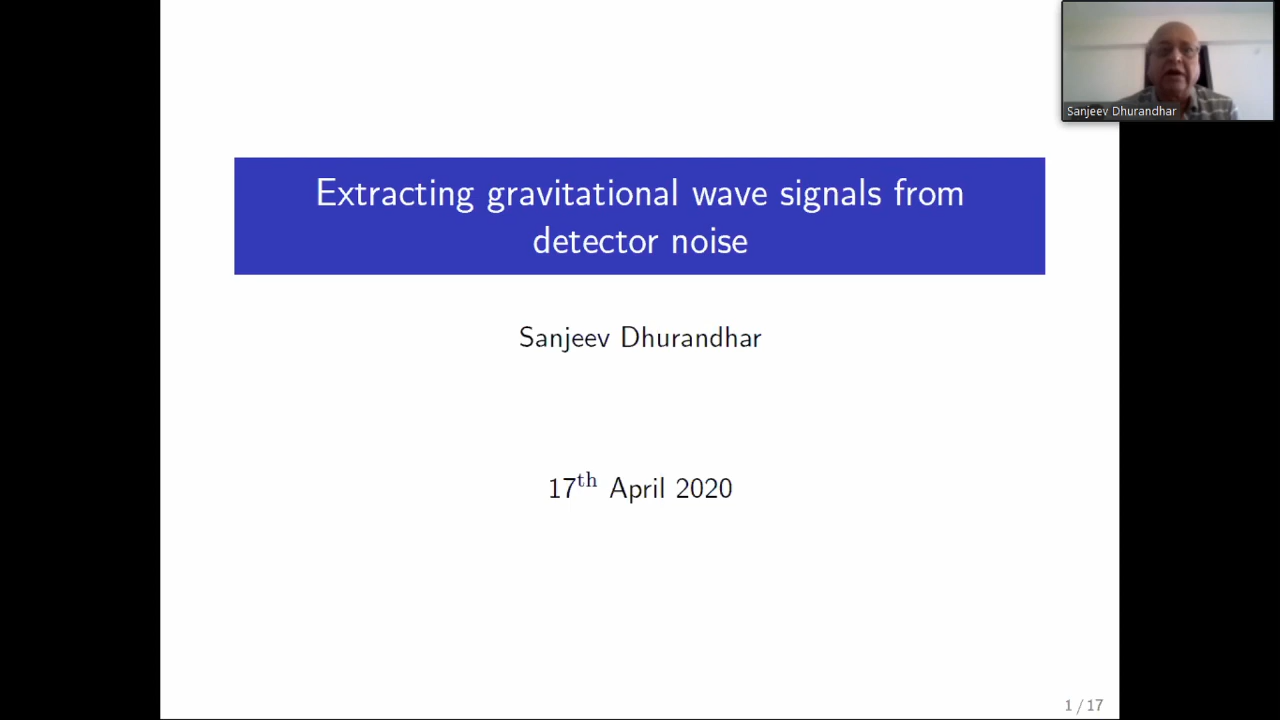 Sanjeev Dhurandhar
Extracting gravitational wave signals from
detector noise
Sanjeev Dhurandhar
17th April 2020
1 / 17